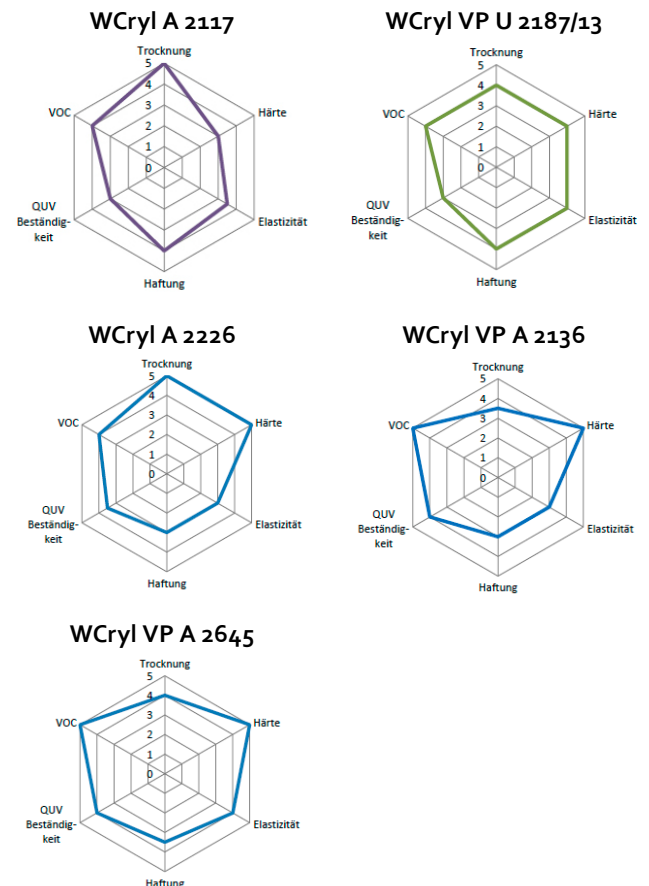 WCryl A 2117
Trocknung
5
4
3
2
1
0
Härte
Elastizität
Haftung
QUV
Beständig-
keit
VOC
WCryl VP U 2187/13
Trocknung
5
4
3
2
1
0
Härte
Elastizität
Haftung
QUV
Beständig-
keit
VOC
WCryl A 2226
Trocknung
5
4
3
2
1
0
Härte
Elastizität
Haftung
QUV
Beständig-
keit
VOC
WCryl VP A 2136
Trocknung
5
4
3
2
1
0
Härte
Elastizität
Haftung
QUV
Beständig-
keit
VOC
WCryl VP A 2645
Trocknung
5
4
3
2
1
0
Härte
Elastizität
Haftung
QUV
Beständig-
keit
VOC